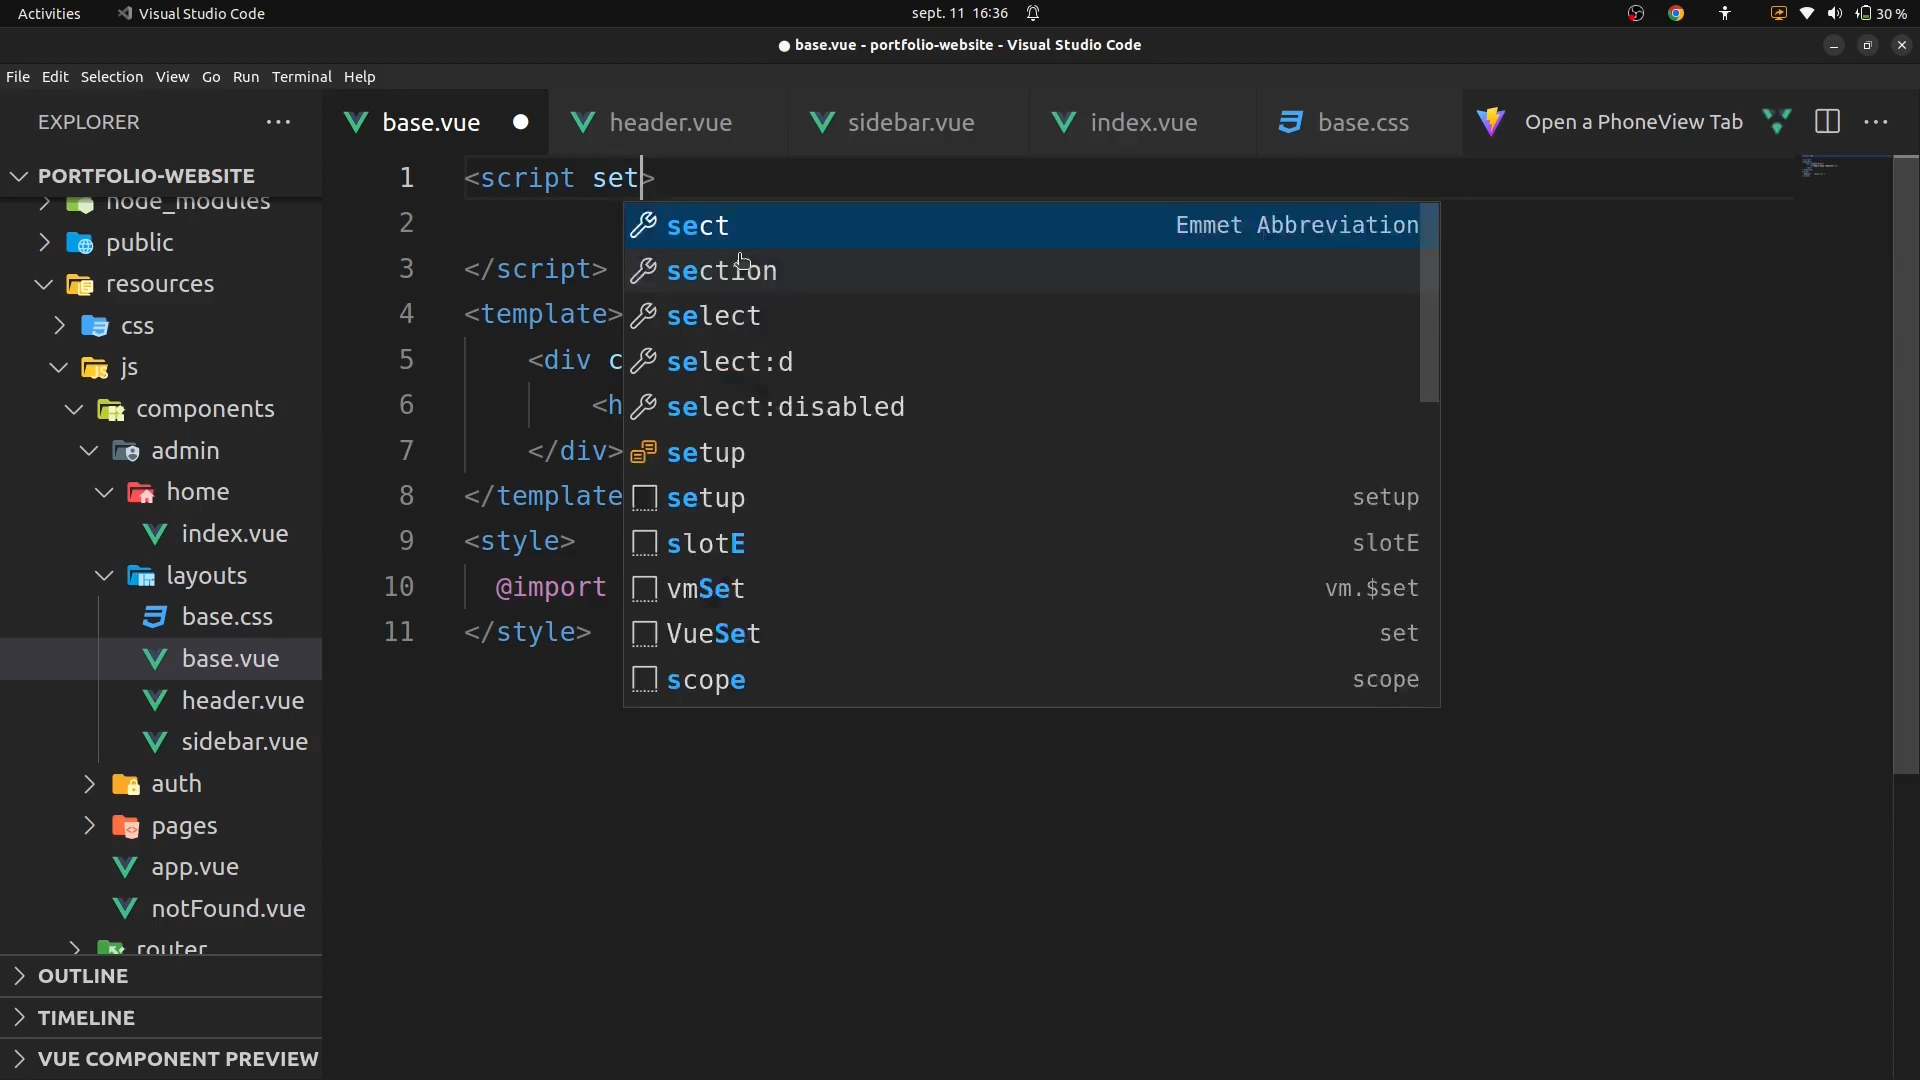 Activities
Visual Studio Code
sept. 11 16:36
30 %
● base.vue - portfolio-website - Visual Studio Code
File Edit Selection View Go Run Terminal Help
EXPLORER
PORTFOLIO-WEBSITE
node_modules
public
resources
css
js
components
admin
home
index.vue
layouts
base.css
base.vue
header.vue
sidebar.vue
auth
pages
app.vue
notFound.vue
router
OUTLINE
TIMELINE
VUE COMPONENT PREVIEW
base.vue
header.vue
sidebar.vue
index.vue
base.css
Open a PhoneView Tab
1 <script set>
2
3 </script>
4 <template>
5 <div c
6 <h
7 </div>
8 </template
9 <style>
10 @import
11 </style>
sect Emmet Abbreviation
section
select
select:d
select:disabled
setup
setup setup
slotE slotE
vmSet vm.$set
VueSet set
scope scope